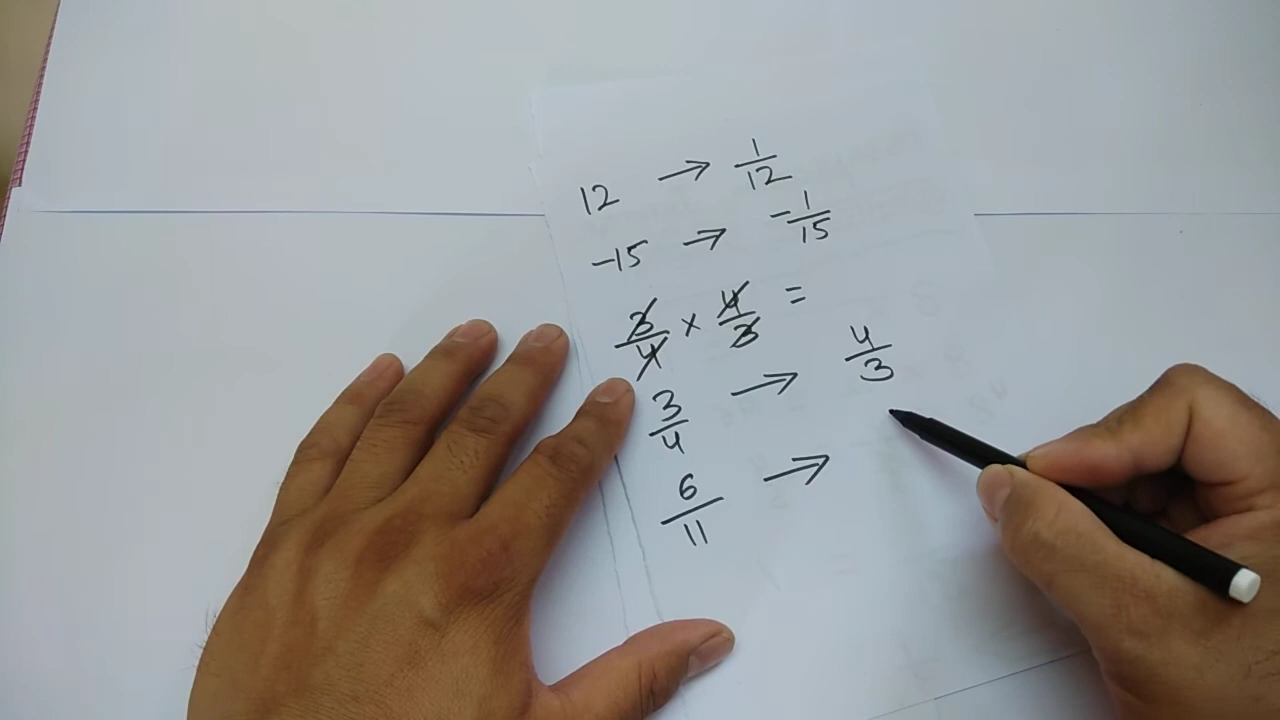 12 → 1/12
-15 → -1/15
3/4 × 4/3 =
3/4 → 4/3
6/11 →